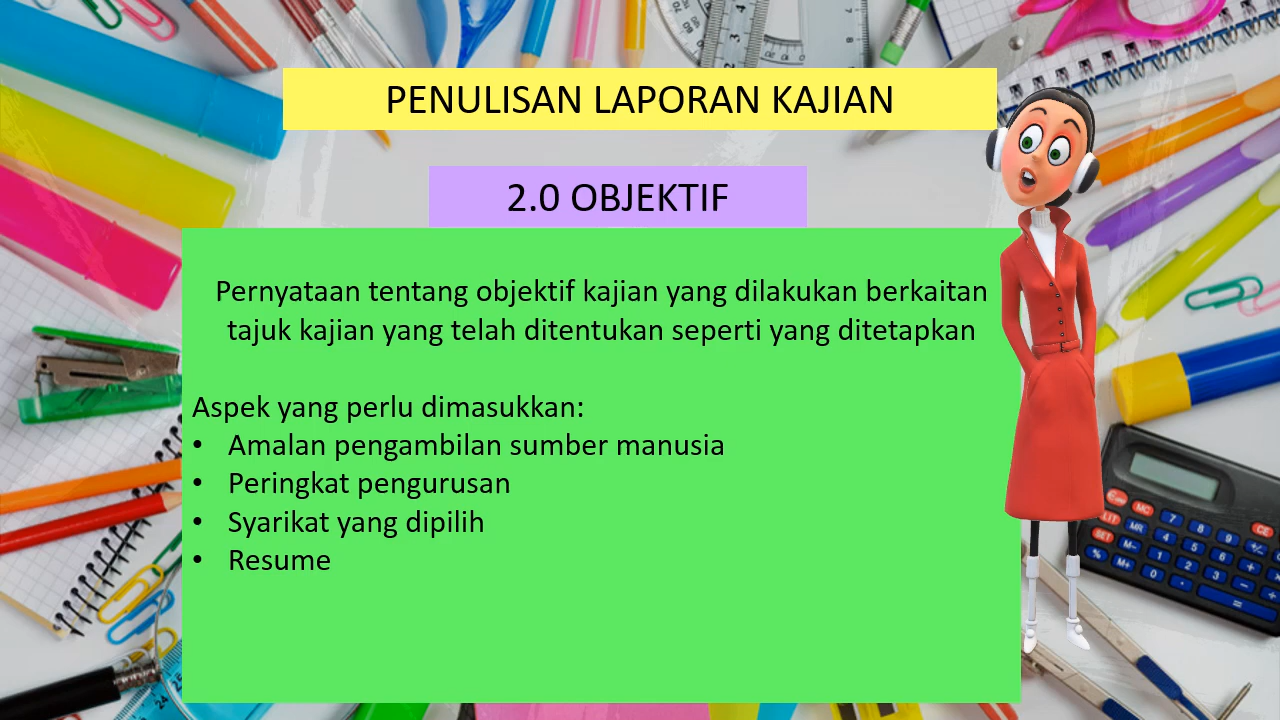 PENULISAN LAPORAN KAJIAN
2.0 OBJEKTIF
Pernyataan tentang objektif kajian yang dilakukan berkaitan
tajuk kajian yang telah ditentukan seperti yang ditetapkan
Aspek yang perlu dimasukkan:
• Amalan pengambilan sumber manusia
• Peringkat pengurusan
• Syarikat yang dipilih
• Resume